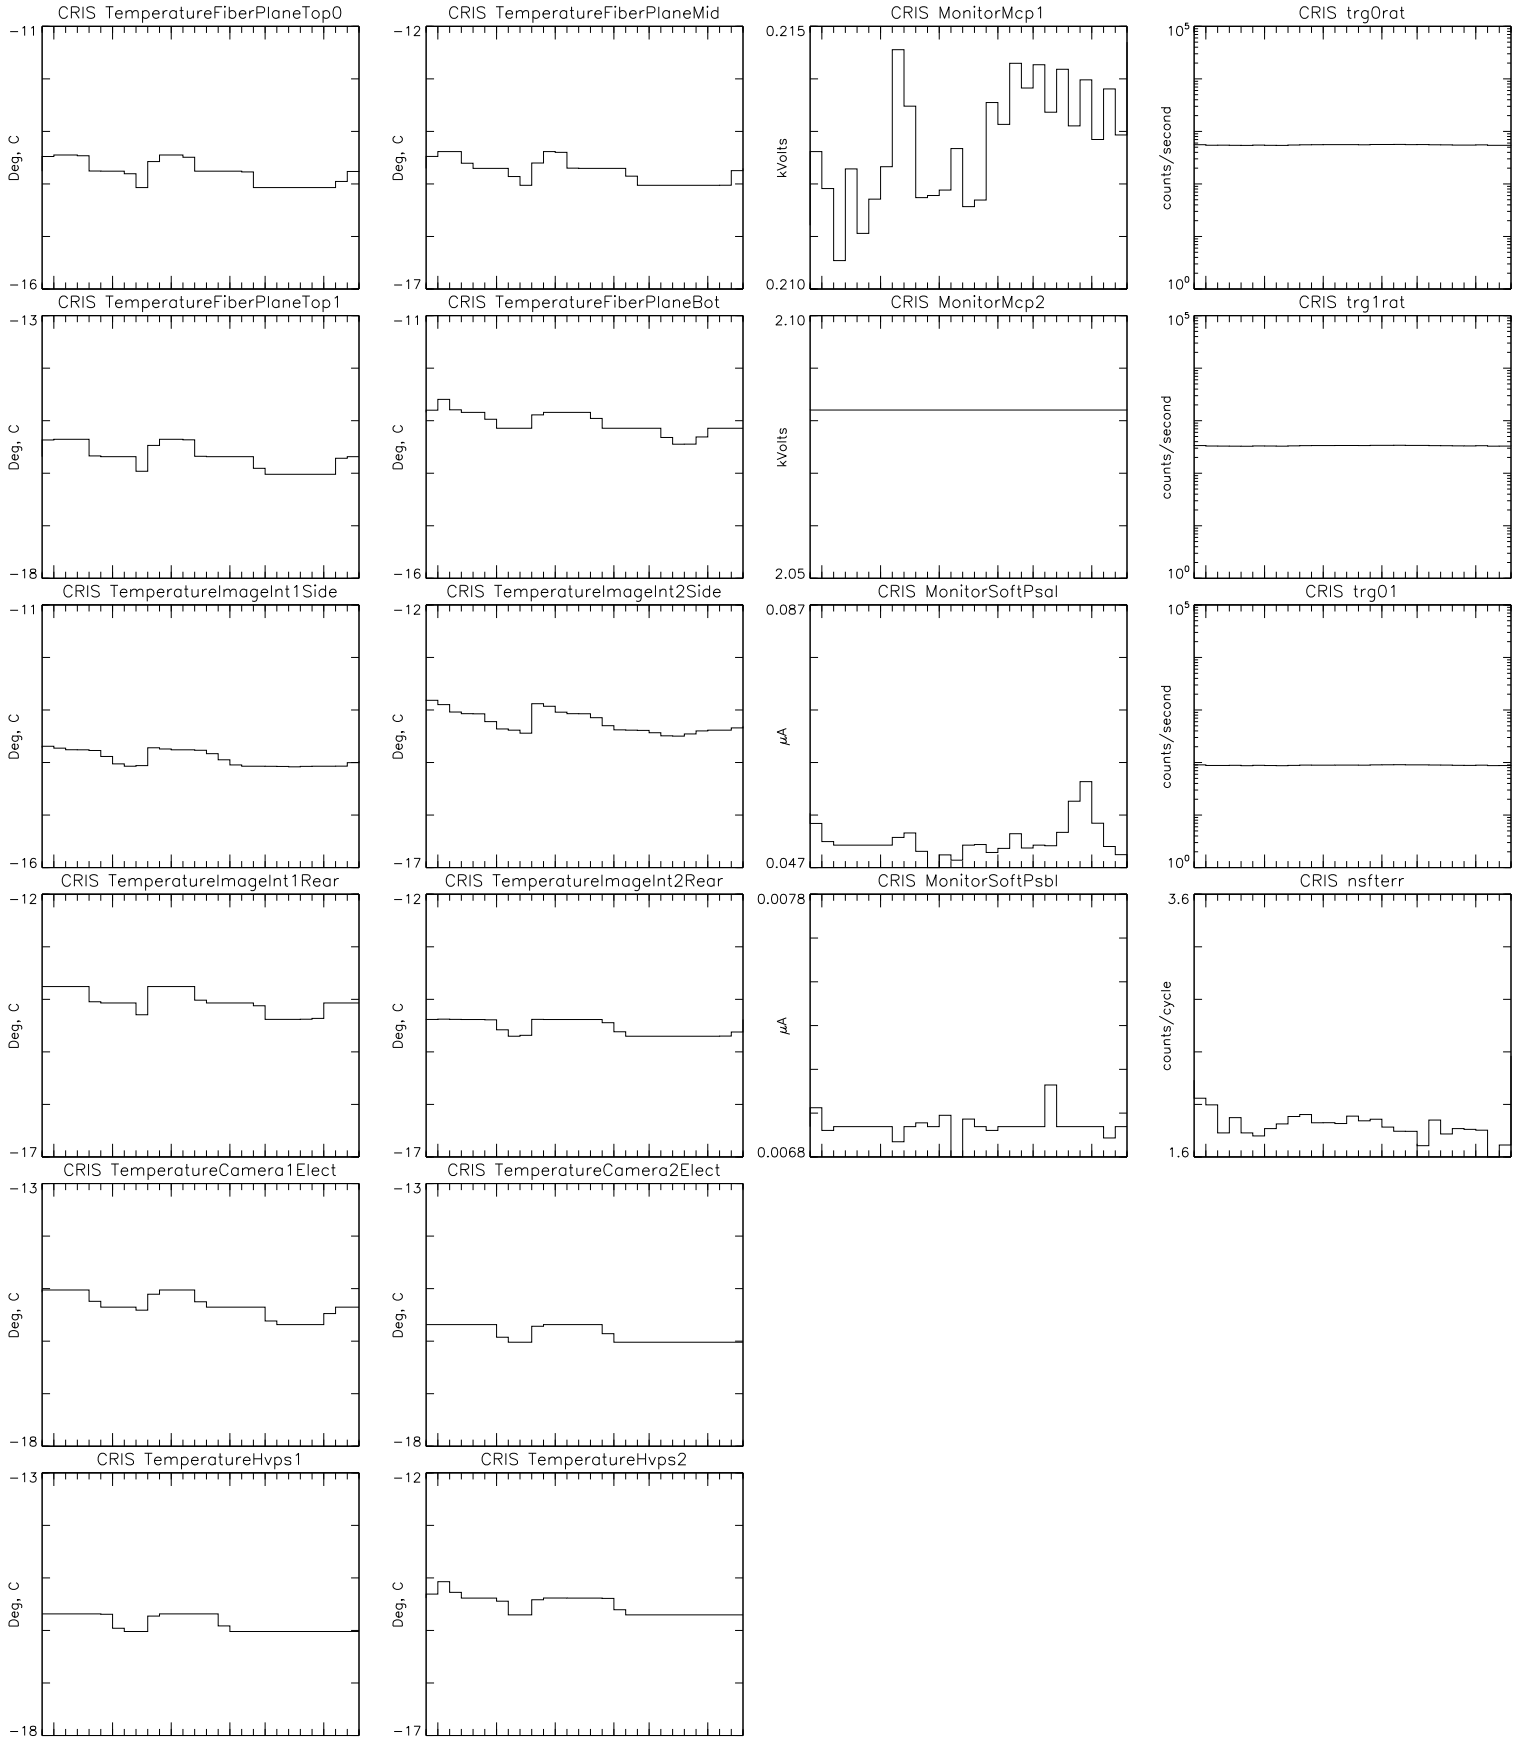 CRIS TemperatureFiberPlaneTop0
-11
Deg, C
-16
CRIS TemperatureFiberPlaneMid
-12
Deg, C
-17
CRIS MonitorMcp1
0.215
kVolts
0.210
CRIS trg0rat
10^5
counts/second
10^0
CRIS TemperatureFiberPlaneTop1
-13
Deg, C
-18
CRIS TemperatureFiberPlaneBot
-11
Deg, C
-16
CRIS MonitorMcp2
2.10
kVolts
2.05
CRIS trg1rat
10^5
counts/second
10^0
CRIS TemperatureImageInt1Side
-11
Deg, C
-16
CRIS TemperatureImageInt2Side
-12
Deg, C
-17
CRIS MonitorSoftPsaI
0.087
μA
0.047
CRIS trg01
10^5
counts/second
10^0
CRIS TemperatureImageInt1Rear
-12
Deg, C
-17
CRIS TemperatureImageInt2Rear
-12
Deg, C
-17
CRIS MonitorSoftPsbI
0.0078
μA
0.0068
CRIS nsfterr
3.6
counts/cycle
1.6
CRIS TemperatureCamera1Elect
-13
Deg, C
-18
CRIS TemperatureCamera2Elect
-13
Deg, C
-18
CRIS TemperatureHvps1
-13
Deg, C
-18
CRIS TemperatureHvps2
-12
Deg, C
-17